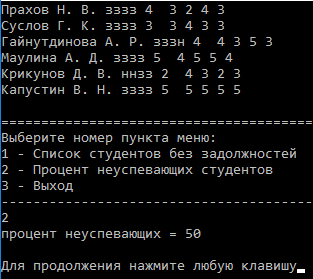 Прахов Н. В. зззз 4  3 2 4 3
Суслов Г. К. зззз 3  3 4 3 3
Гайнутдинова А. Р. зззн 4  4 3 5 3
Маулина А. Д. зззз 5  4 5 5 4
Крикунов Д. В. ннзз 2  4 3 2 3
Капустин В. Н. зззз 5  5 5 5 5
=======================================
Выберите номер пункта меню:
1 - Список студентов без задолжностей
2 - Процент неуспевающих студентов
3 - Выход
---------------------------------------
2
процент неуспевающих = 50
Для продолжения нажмите любую клавишу_